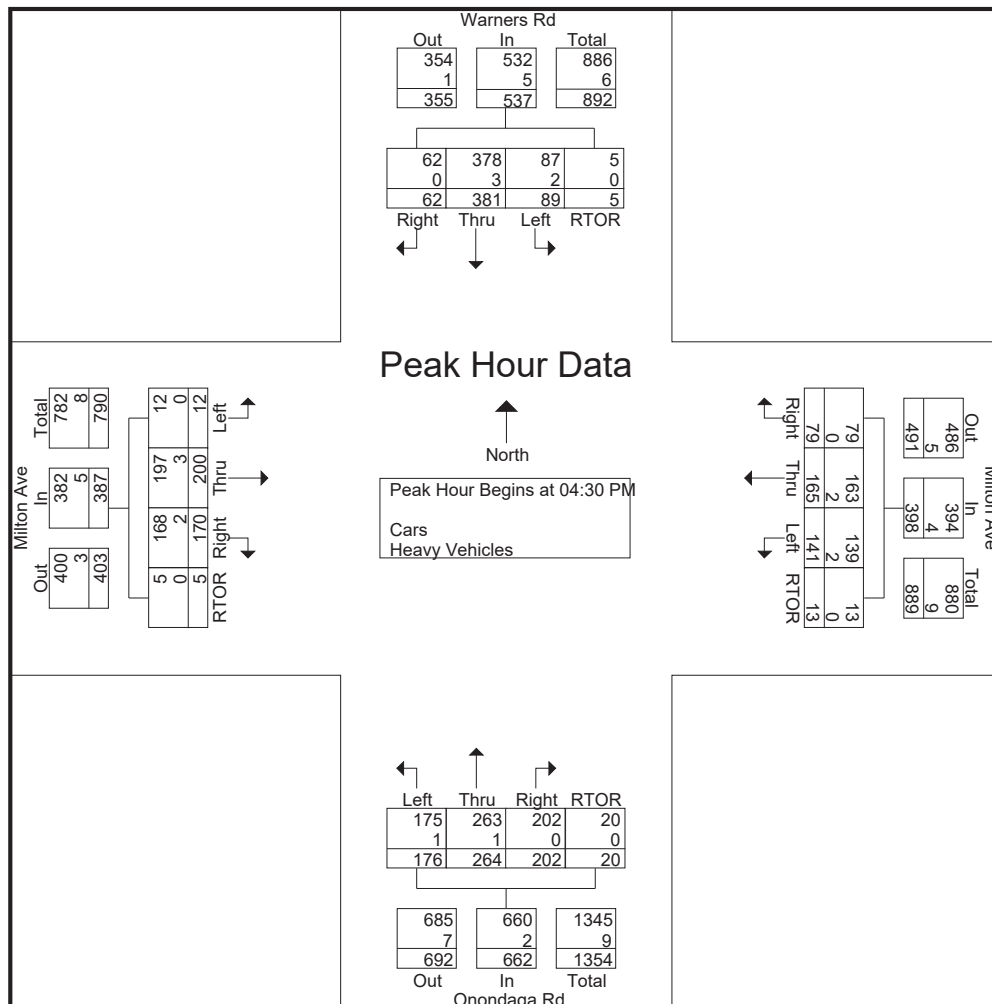 Warners Rd
Out In Total
354 532 886
1 5 6
355 537 892
62 378 87 5
0 3 2 0
62 381 89 5
Right Thru Left RTOR
Peak Hour Data
North
Peak Hour Begins at 04:30 PM
Cars
Heavy Vehicles
Milton Ave
Total In Out
782 382 400
8 5 3
790 387 403
12 197 168 5
0 3 2 0
12 200 170 5
Left Thru Right RTOR
Right Thru Left RTOR
79 165 141 13
0 2 2 0
79 163 139 13
Out In Total
491 398 889
5 4 9
486 394 880
Milton Ave
Left Thru Right RTOR
175 263 202 20
1 1 0 0
176 264 202 20
685 660 1345
7 2 9
692 662 1354
Out In Total
Onondaga Rd